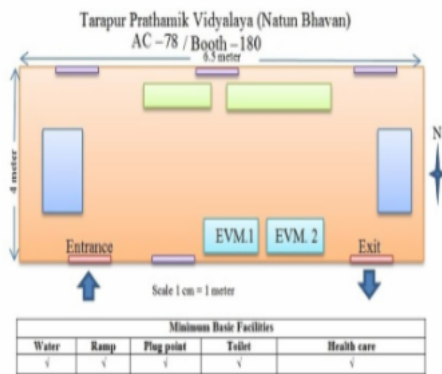 Tarapur Prathamik Vidyalaya (Natun Bhavan)
AC –78 / Booth –180
6.5 meter
4 meter
N
EVM.1
EVM. 2
Entrance
Exit
Scale 1 cm = 1 meter
Minimum Basic Facilities
Water Ramp Plug point Toilet Health care
√ √ √ √ √